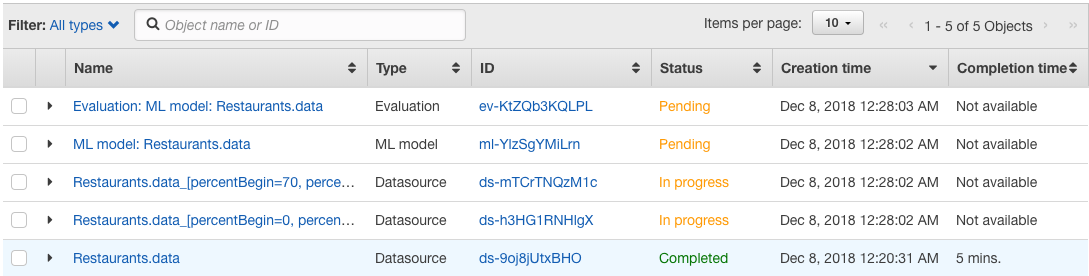 Filter: All types Object name or ID Items per page: 10 « ‹ 1 - 5 of 5 Objects › »
Name Type ID Status Creation time Completion time
Evaluation: ML model: Restaurants.data Evaluation ev-KtZQb3KQLPL Pending Dec 8, 2018 12:28:03 AM Not available
ML model: Restaurants.data ML model ml-YlzSgYMiLrn Pending Dec 8, 2018 12:28:02 AM Not available
Restaurants.data_[percentBegin=70, perce… Datasource ds-mTCrTNQzM1c In progress Dec 8, 2018 12:28:02 AM Not available
Restaurants.data_[percentBegin=0, percen… Datasource ds-h3HG1RNHlgX In progress Dec 8, 2018 12:28:02 AM Not available
Restaurants.data Datasource ds-9oj8jUtxBHO Completed Dec 8, 2018 12:20:31 AM 5 mins.